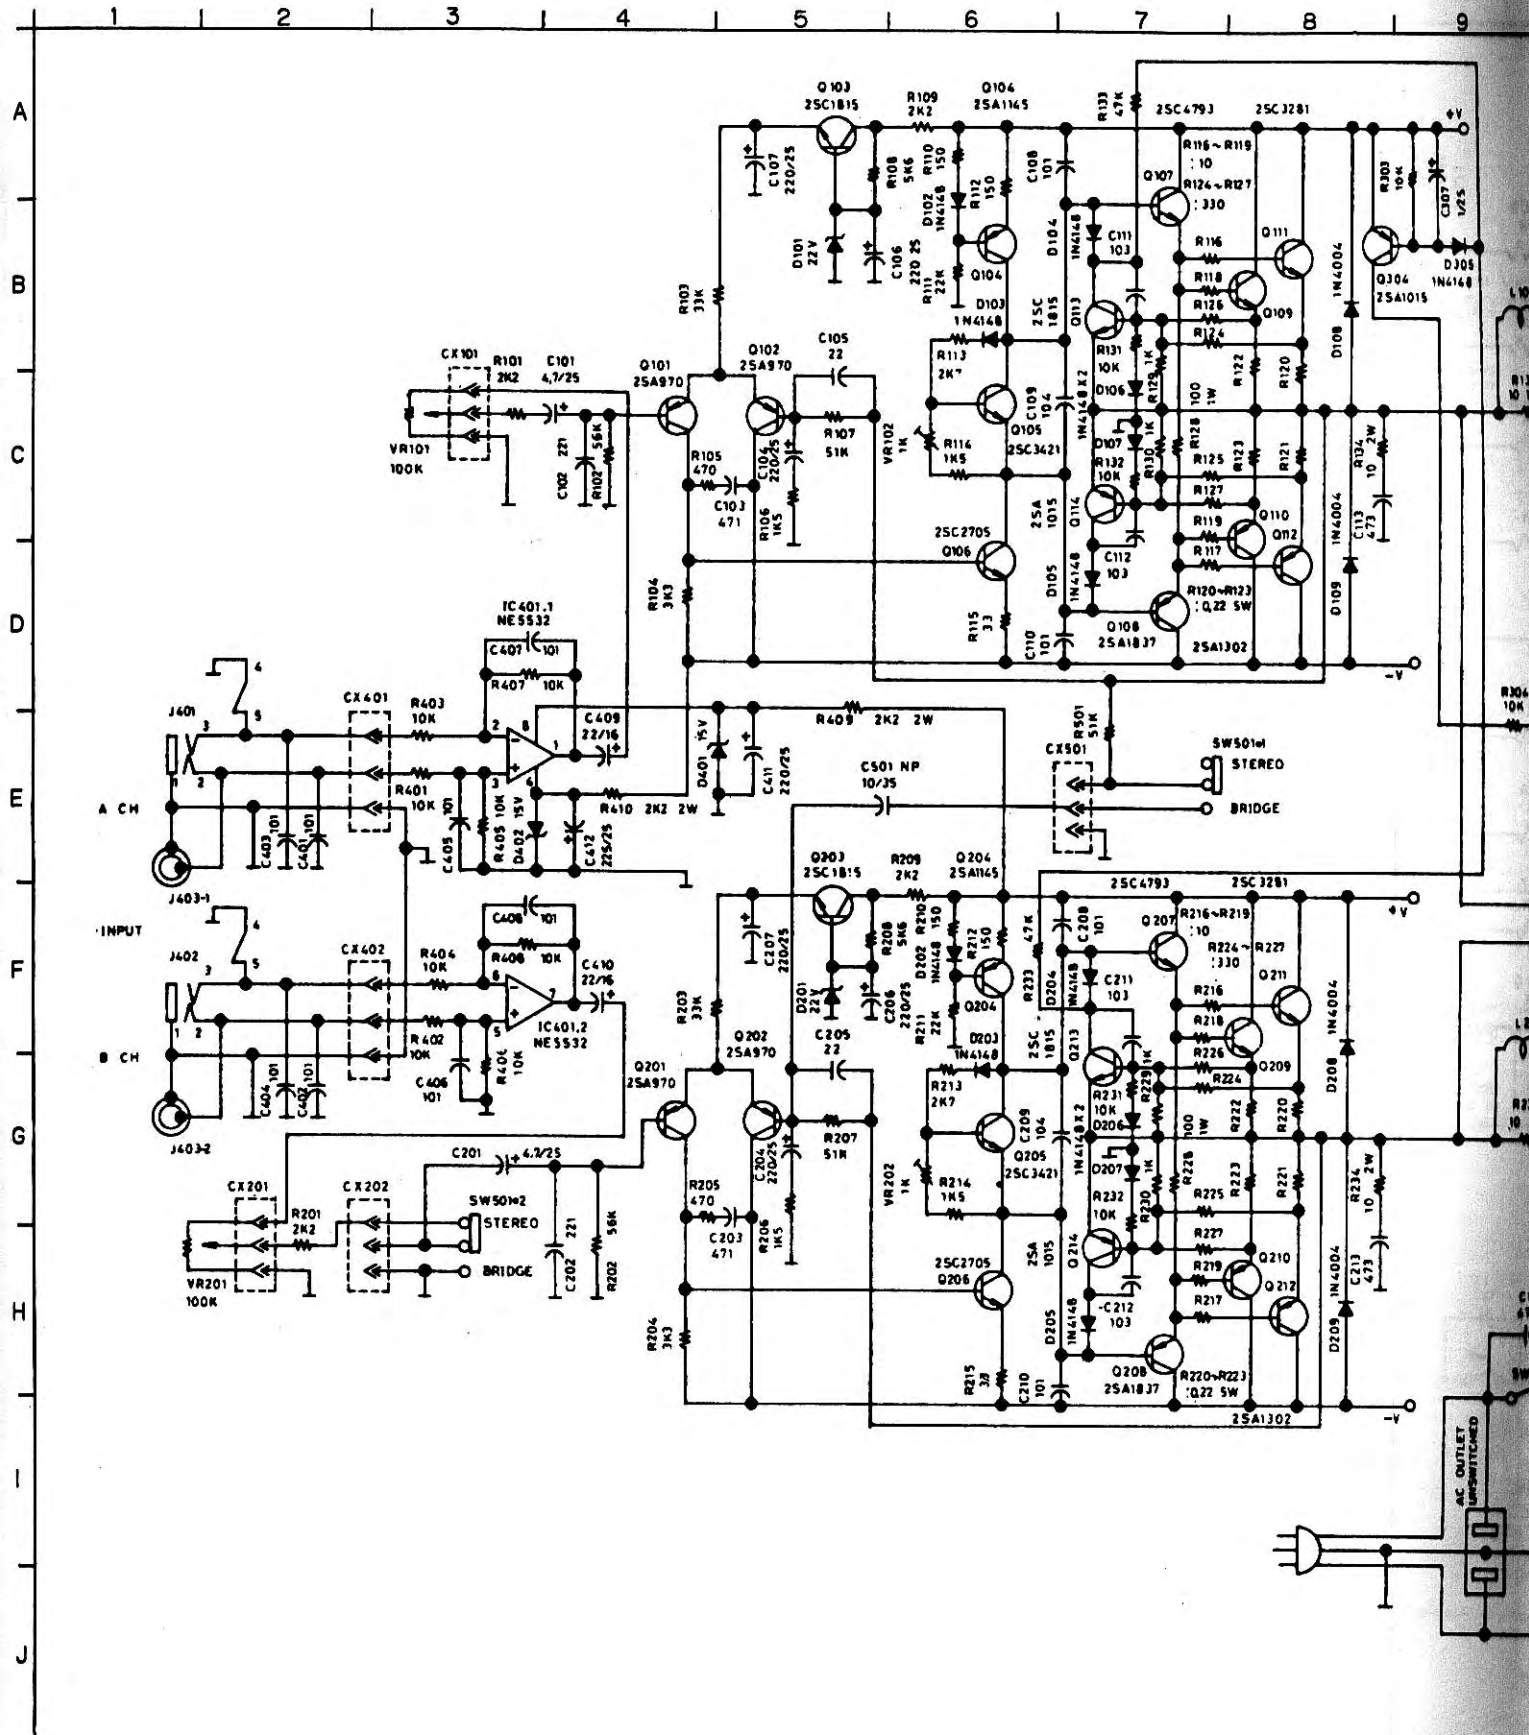 1 2 3 4 5 6 7 8 9
A
B
C
D
E
F
G
H
I
J
Q103
2SC1815
R109
2K2
Q104
2SA1145
R133
47K
2SC4793
2SC3281
+V
C107
220/25
R108
5K6
R110
150
R112
150
C108
101
R116~R119
:10
Q107
R124~R127
:330
R303
10K
C307
1/25
D101
22V
C106
220 25
D102
1N4148
R111
22K
Q104
D104
1N4148
C111
103
R116
R118
R126
R124
Q111
Q109
1N4004
D108
Q304
2SA1015
D305
1N4148
R103
33K
D103
1N4148
2SC
1815
Q113
R131
10K
R129
1K
R122
R120
CX101
R101
2K2
C101
4,7/25
Q101
2SA970
Q102
2SA970
C105
22
R113
2K7
D106
100
1W
VR101
100K
C102
221
R102
56K
R105
470
C103
471
C104
220/25
R106
1K5
R107
51K
VR102
1K
R114
1K5
Q105
2SC3421
C109
104
1N4148X2
D107
R132
10K
R130
1K
R128
R123
R121
R125
R127
R134
10 2W
C113
473
2SA
1015
Q114
R119
R117
Q110
Q112
1N4004
D109
2SC2705
Q106
D105
1N4148
C112
103
R120~R123
:0,22 5W
R104
3K3
R115
33
C110
101
Q108
2SA1837
2SA1302
-V
IC401.1
NE5532
C407
101
R407
10K
J401
4
5
3
2
1
CX401
R403
10K
R401
10K
2
8
3
4
1
C409
22/16
D401
15V
C411
220/25
R409 2K2 2W
R501
51K
CX501
SW501*1
STEREO
BRIDGE
C501 NP
10/35
R304
10K
A CH
C403
101
C401
101
C405
101
R405
10K
D402
15V
C412
225/25
R410 2K2 2W
J403-1
INPUT
J402
4
5
3
2
1
CX402
R404
10K
R402
10K
C408
101
R408
10K
6
5
7
C410
22/16
IC401.2
NE5532
B CH
C404
101
C402
101
C406
101
R406
10K
J403-2
Q203
2SC1815
R209
2K2
Q204
2SA1145
2SC4793
2SC3281
+V
C207
220/25
R208
5K6
R210
150
R212
150
47K
R233
C208
101
Q207
R216~R219
:10
R224~R227
:330
Q211
D201
22V
C206
220/25
D202
1N4148
R211
22K
Q204
D204
1N4148
C211
103
R216
R218
R226
R224
Q209
1N4004
D208
R203
33K
Q201
2SA970
Q202
2SA970
C205
22
D203
1N4148
2SC
1815
Q213
R213
2K7
R231
10K
R229
1K
D206
R222
R220
100
1W
C201
4,7/25
R205
470
C203
471
C204
220/25
R206
1K5
R207
51K
VR202
1K
R214
1K5
Q205
2SC3421
C209
104
1N4148X2
D207
R232
10K
R230
1K
R228
R223
R221
R225
R227
R234
10 2W
C213
473
CX201
R201
2K2
CX202
SW501*2
STEREO
BRIDGE
VR201
100K
C202
221
R202
56K
2SC2705
Q206
2SA
1015
Q214
R219
R217
Q210
Q212
1N4004
D209
R204
3K3
R215
33
C210
101
D205
1N4148
C212
103
Q208
2SA1837
R220~R223
:0,22 5W
2SA1302
-V
AC OUTLET
UNSWITCHED